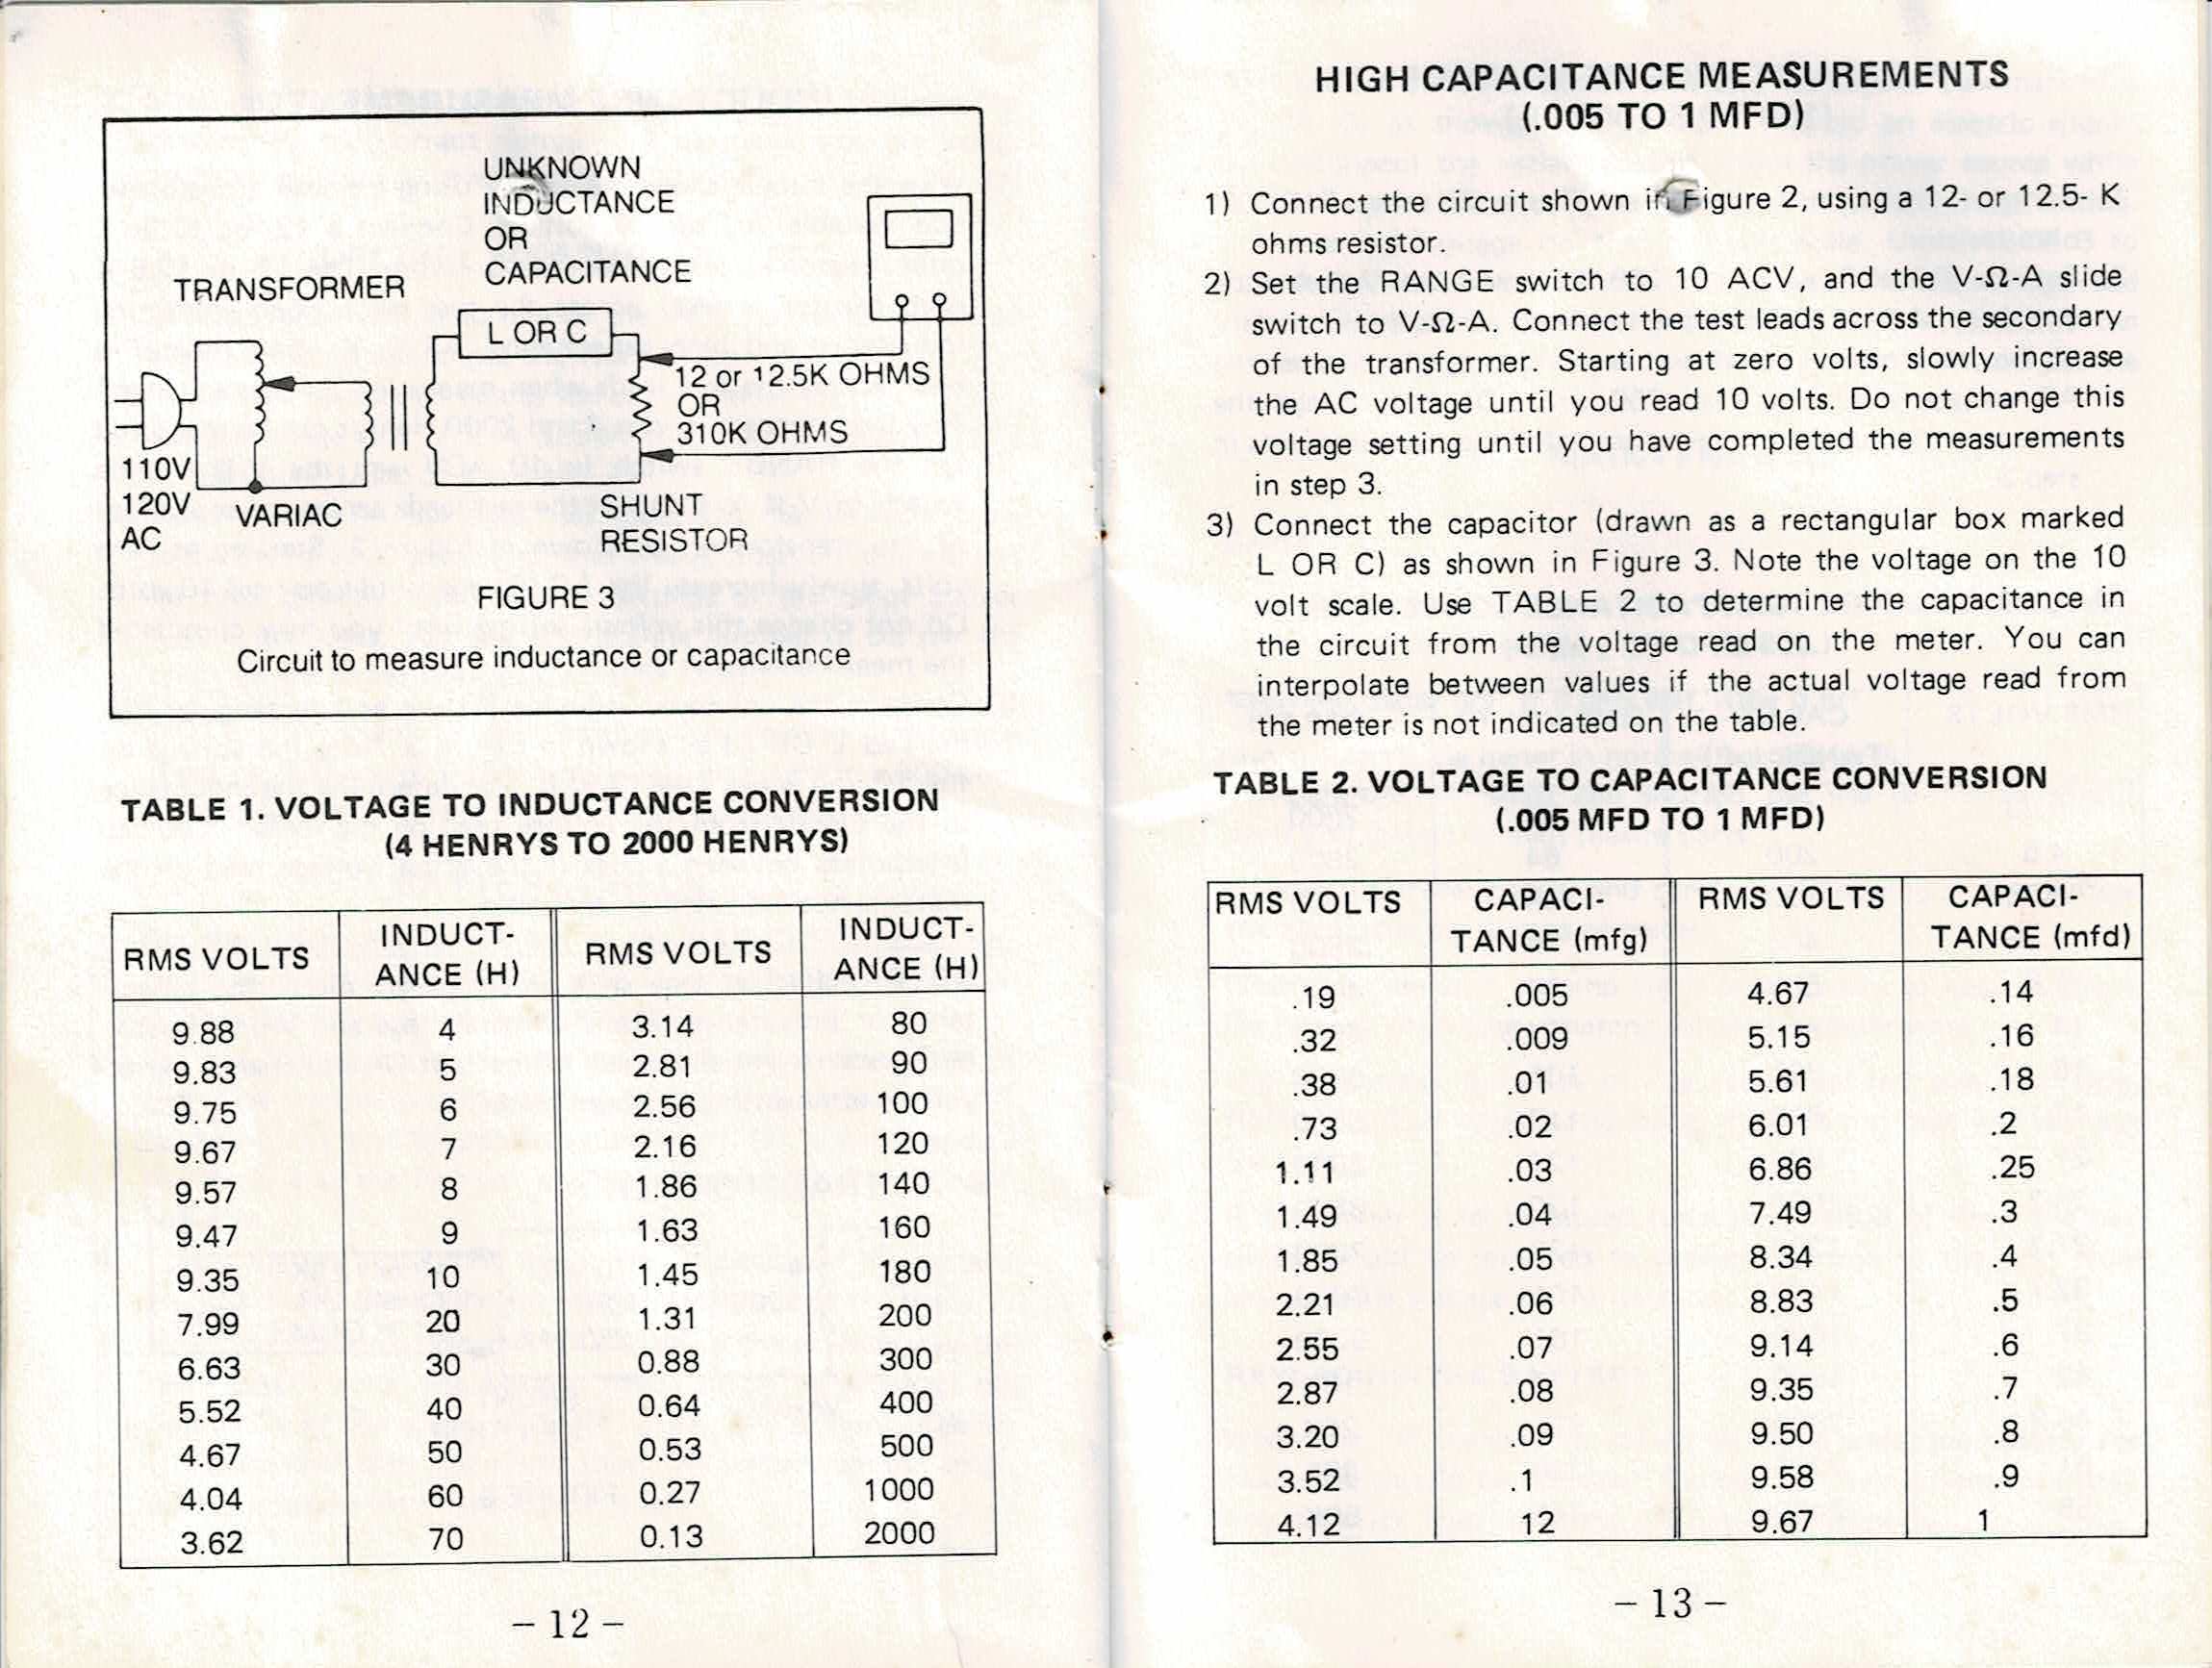 UNKNOWN
INDUCTANCE
OR
CAPACITANCE
TRANSFORMER
L OR C
12 or 12.5K OHMS
OR
310K OHMS
110V
120V
AC
VARIAC
SHUNT
RESISTOR
FIGURE 3
Circuit to measure inductance or capacitance
TABLE 1. VOLTAGE TO INDUCTANCE CONVERSION
(4 HENRYS TO 2000 HENRYS)
RMS VOLTS INDUCT- ANCE (H) RMS VOLTS INDUCT- ANCE (H)
9.88 4 3.14 80
9.83 5 2.81 90
9.75 6 2.56 100
9.67 7 2.16 120
9.57 8 1.86 140
9.47 9 1.63 160
9.35 10 1.45 180
7.99 20 1.31 200
6.63 30 0.88 300
5.52 40 0.64 400
4.67 50 0.53 500
4.04 60 0.27 1000
3.62 70 0.13 2000
– 12 –
HIGH CAPACITANCE MEASUREMENTS
(.005 TO 1 MFD)
1) Connect the circuit shown in Figure 2, using a 12- or 12.5- K
ohms resistor.
2) Set the RANGE switch to 10 ACV, and the V-Ω-A slide
switch to V-Ω-A. Connect the test leads across the secondary
of the transformer. Starting at zero volts, slowly increase
the AC voltage until you read 10 volts. Do not change this
voltage setting until you have completed the measurements
in step 3.
3) Connect the capacitor (drawn as a rectangular box marked
L OR C) as shown in Figure 3. Note the voltage on the 10
volt scale. Use TABLE 2 to determine the capacitance in
the circuit from the voltage read on the meter. You can
interpolate between values if the actual voltage read from
the meter is not indicated on the table.
TABLE 2. VOLTAGE TO CAPACITANCE CONVERSION
(.005 MFD TO 1 MFD)
RMS VOLTS CAPACI- RMS VOLTS CAPACI-
TANCE (mfg) TANCE (mfd)
.19 .005 4.67 .14
.32 .009 5.15 .16
.38 .01 5.61 .18
.73 .02 6.01 .2
1.11 .03 6.86 .25
1.49 .04 7.49 .3
1.85 .05 8.34 .4
2.21 .06 8.83 .5
2.55 .07 9.14 .6
2.87 .08 9.35 .7
3.20 .09 9.50 .8
3.52 .1 9.58 .9
4.12 12 9.67 1
– 13 –